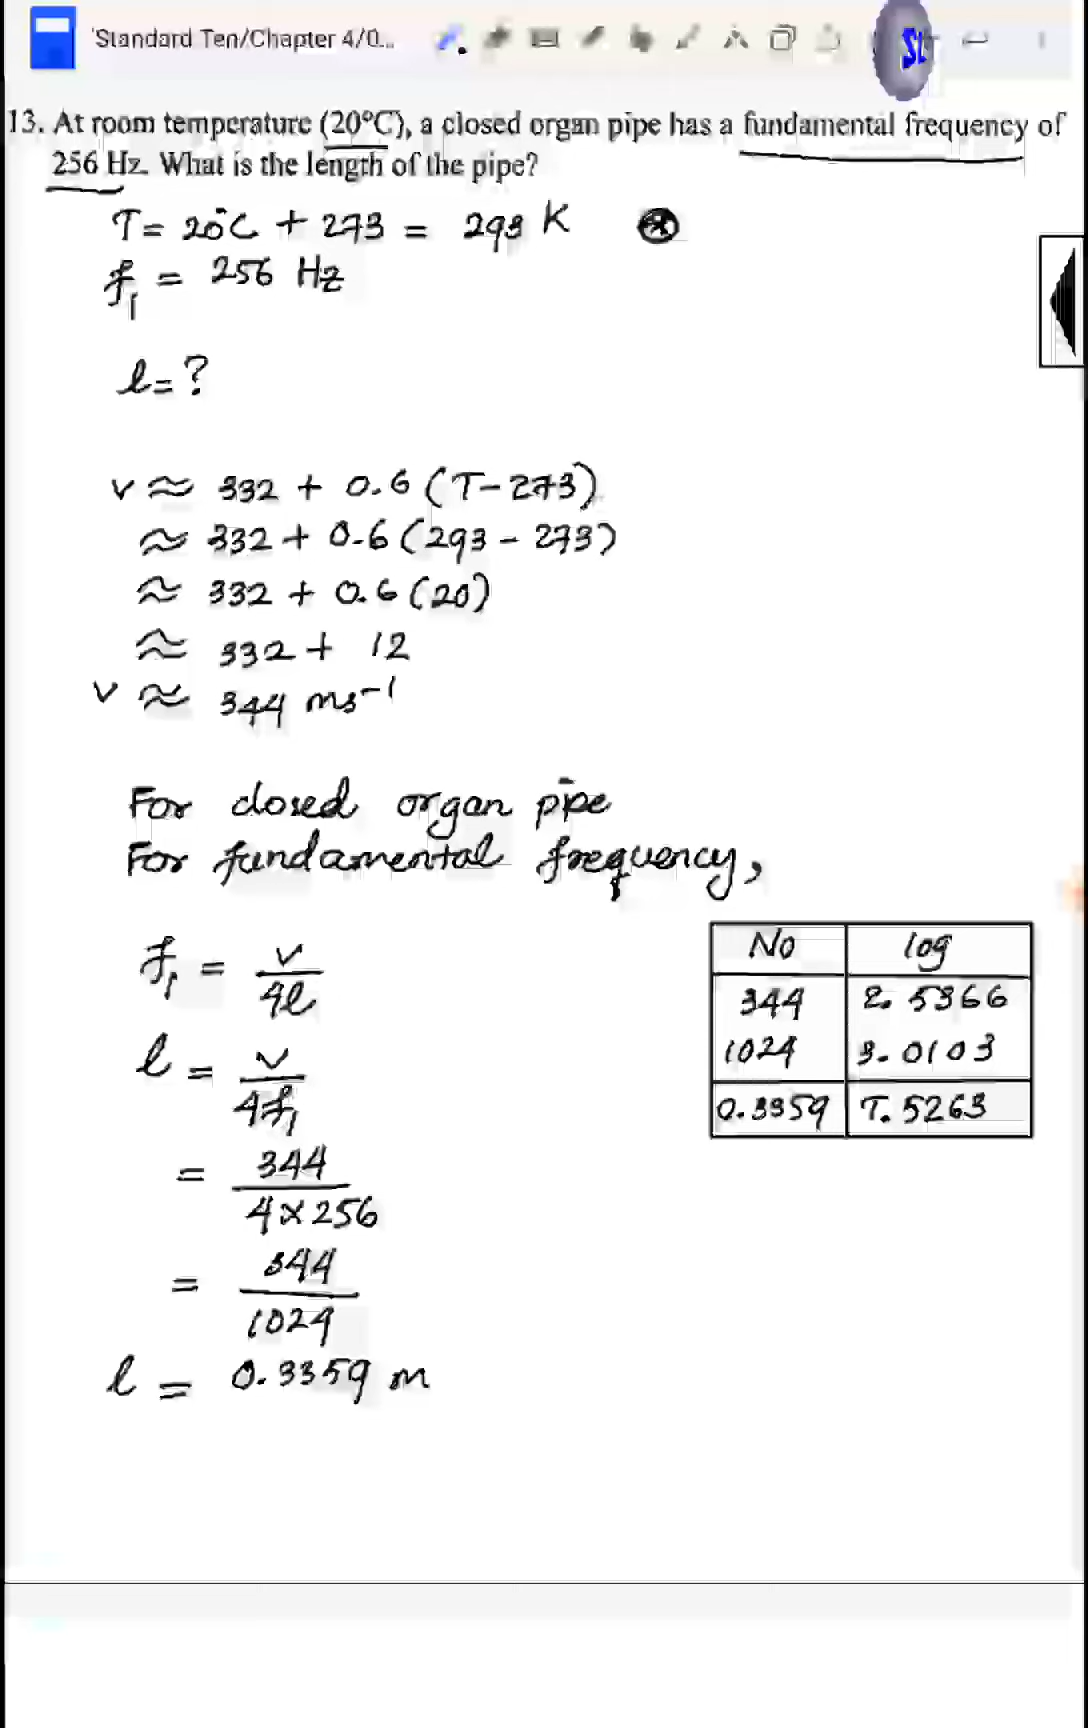 'Standard Ten/Chapter 4/0...
SL
13. At room temperature (20°C), a closed organ pipe has a fundamental frequency of
256 Hz. What is the length of the pipe?
T = 20°C + 273 = 293 K
f₁ = 256 Hz
l = ?
v ≈ 332 + 0.6 (T - 273)
≈ 332 + 0.6 (293 - 273)
≈ 332 + 0.6 (20)
≈ 332 + 12
v ≈ 344 ms⁻¹
For closed organ pipe
For fundamental frequency,
f₁ = v / 4l
l = v / 4f₁
= 344 / 4 × 256
= 344 / 1024
l = 0.3359 m
No log
344 2.5366
1024 3.0103
0.3359 1̅.5263